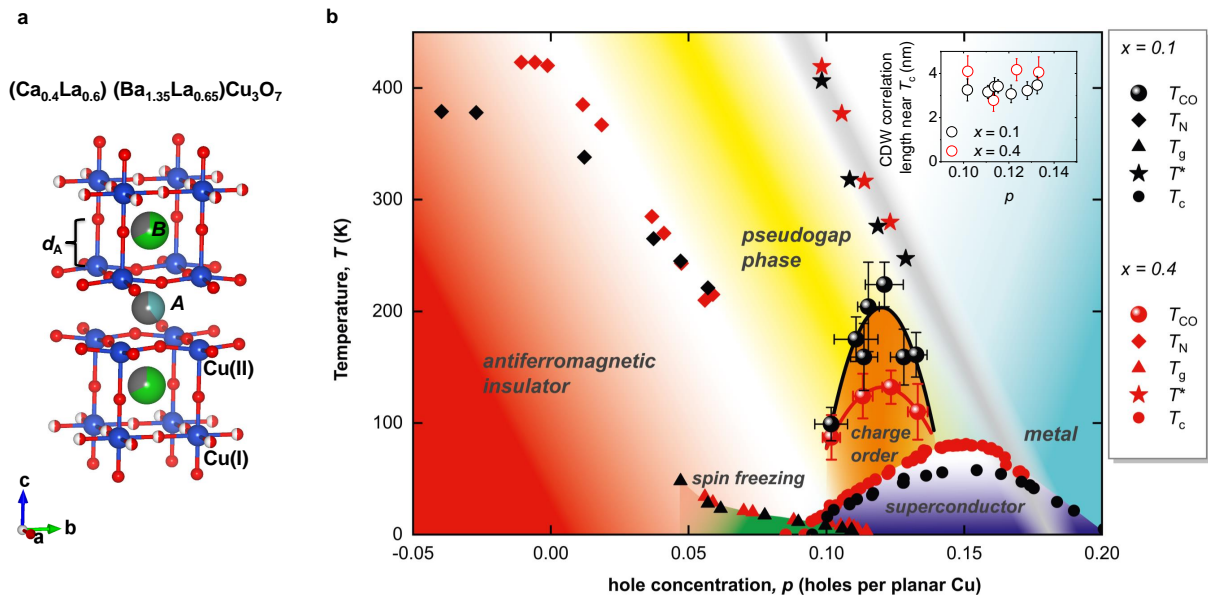 a
(Ca0.4La0.6) (Ba1.35La0.65)Cu3O7
B
dA
A
Cu(II)
Cu(I)
c
b
a
b
400
300
200
100
0
Temperature, T (K)
-0.05
0.00
0.05
0.10
0.15
0.20
hole concentration, p (holes per planar Cu)
antiferromagnetic
insulator
pseudogap
phase
spin freezing
charge
order
superconductor
metal
CDW correlation
length near Tc (nm)
4
2
0
0.10
0.12
0.14
p
x = 0.1
x = 0.4
x = 0.1
TCO
TN
Tg
T*
Tc
x = 0.4
TCO
TN
Tg
T*
Tc